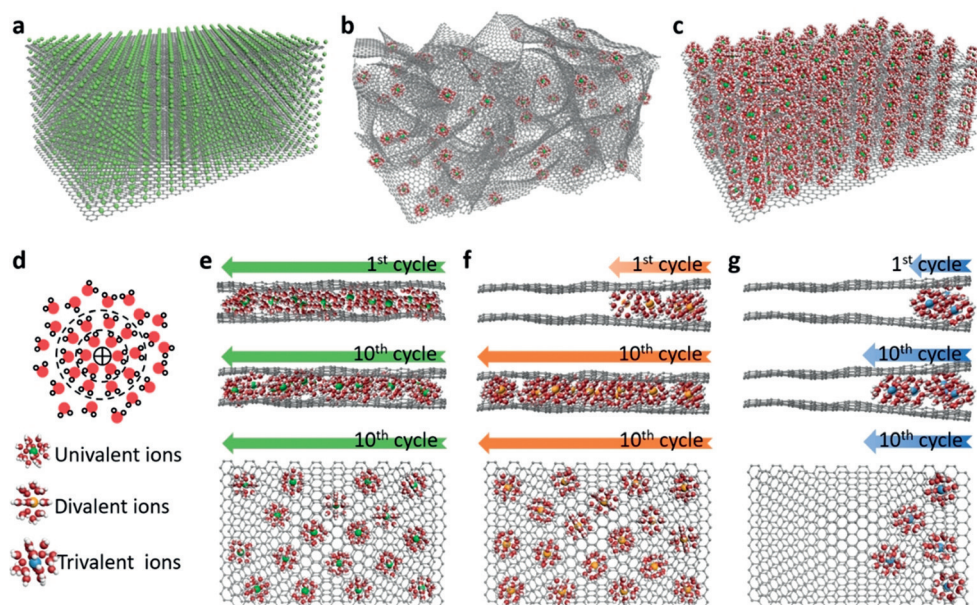 a
b
c
d
e
1st cycle
10th cycle
10th cycle
f
1st cycle
10th cycle
10th cycle
g
1st cycle
10th cycle
10th cycle
Univalent ions
Divalent ions
Trivalent ions